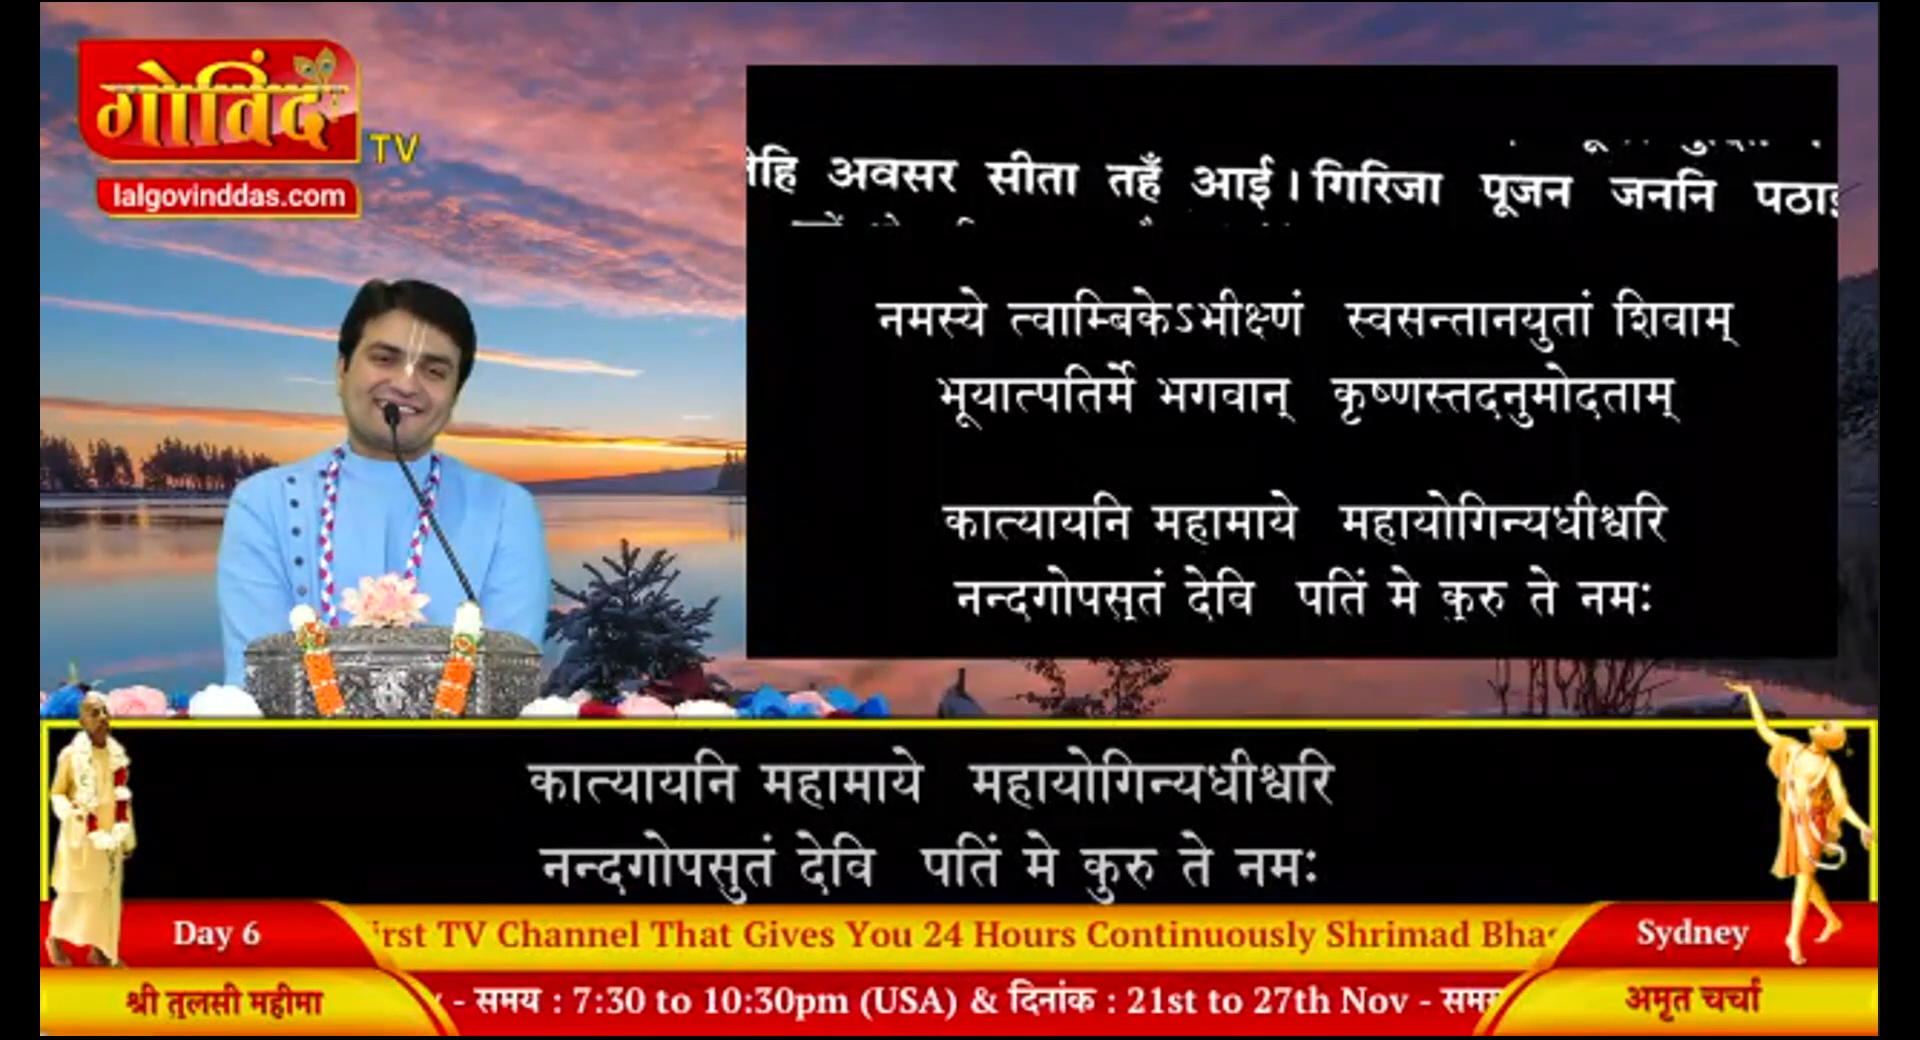 गोविंद
TV
lalgovinddas.com
अवसर सीता तहँ आई। गिरिजा पूजन जननि
नमस्ये त्वाम्बिकेऽभीक्ष्णं स्वसन्तानयुतां शिवाम्
भूयात्पतिर्मे भगवान् कृष्णस्तदनुमोदताम्
कात्यायनि महामाये महायोगिन्यधीश्वरि
नन्दगोपसुतं देवि पतिं मे कुरु ते नमः
कात्यायनि महामाये महायोगिन्यधीश्वरि
नन्दगोपसुतं देवि पतिं मे कुरु ते नमः
Day 6
TV Channel That Gives You 24 Hours Continuously Shrimad
Sydney
श्री तुलसी महीमा
- समय : 7:30 to 10:30pm (USA) & दिनांक : 21st to 27th Nov -
अमृत चर्चा